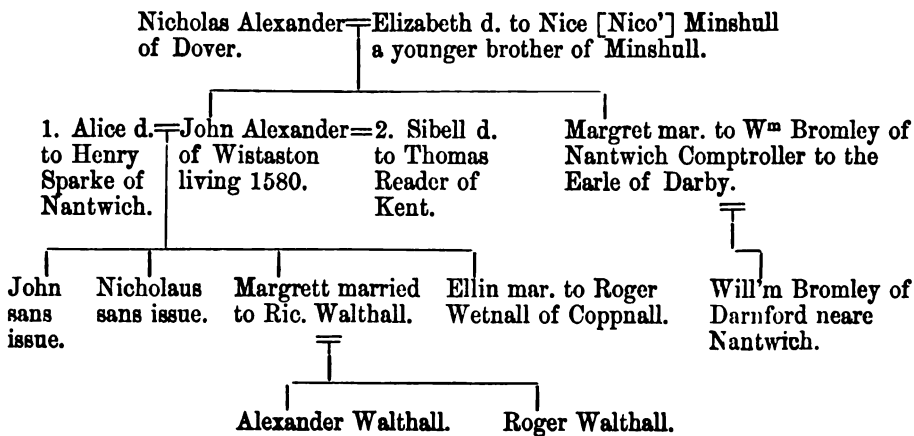 Nicholas Alexander
of Dover.
Elizabeth d. to Nice [Nico'] Minshull
a younger brother of Minshull.
1. Alice d.
to Henry
Sparke of
Nantwich.
John Alexander
of Wistaston
living 1580.
2. Sibell d.
to Thomas
Reader of
Kent.
Margret mar. to Wᵐ Bromley of
Nantwich Comptroller to the
Earle of Darby.
John
sans
issue.
Nicholaus
sans issue.
Margrett married
to Ric. Walthall.
Ellin mar. to Roger
Wetnall of Coppnall.
Will'm Bromley of
Darnford neare
Nantwich.
Alexander Walthall.
Roger Walthall.